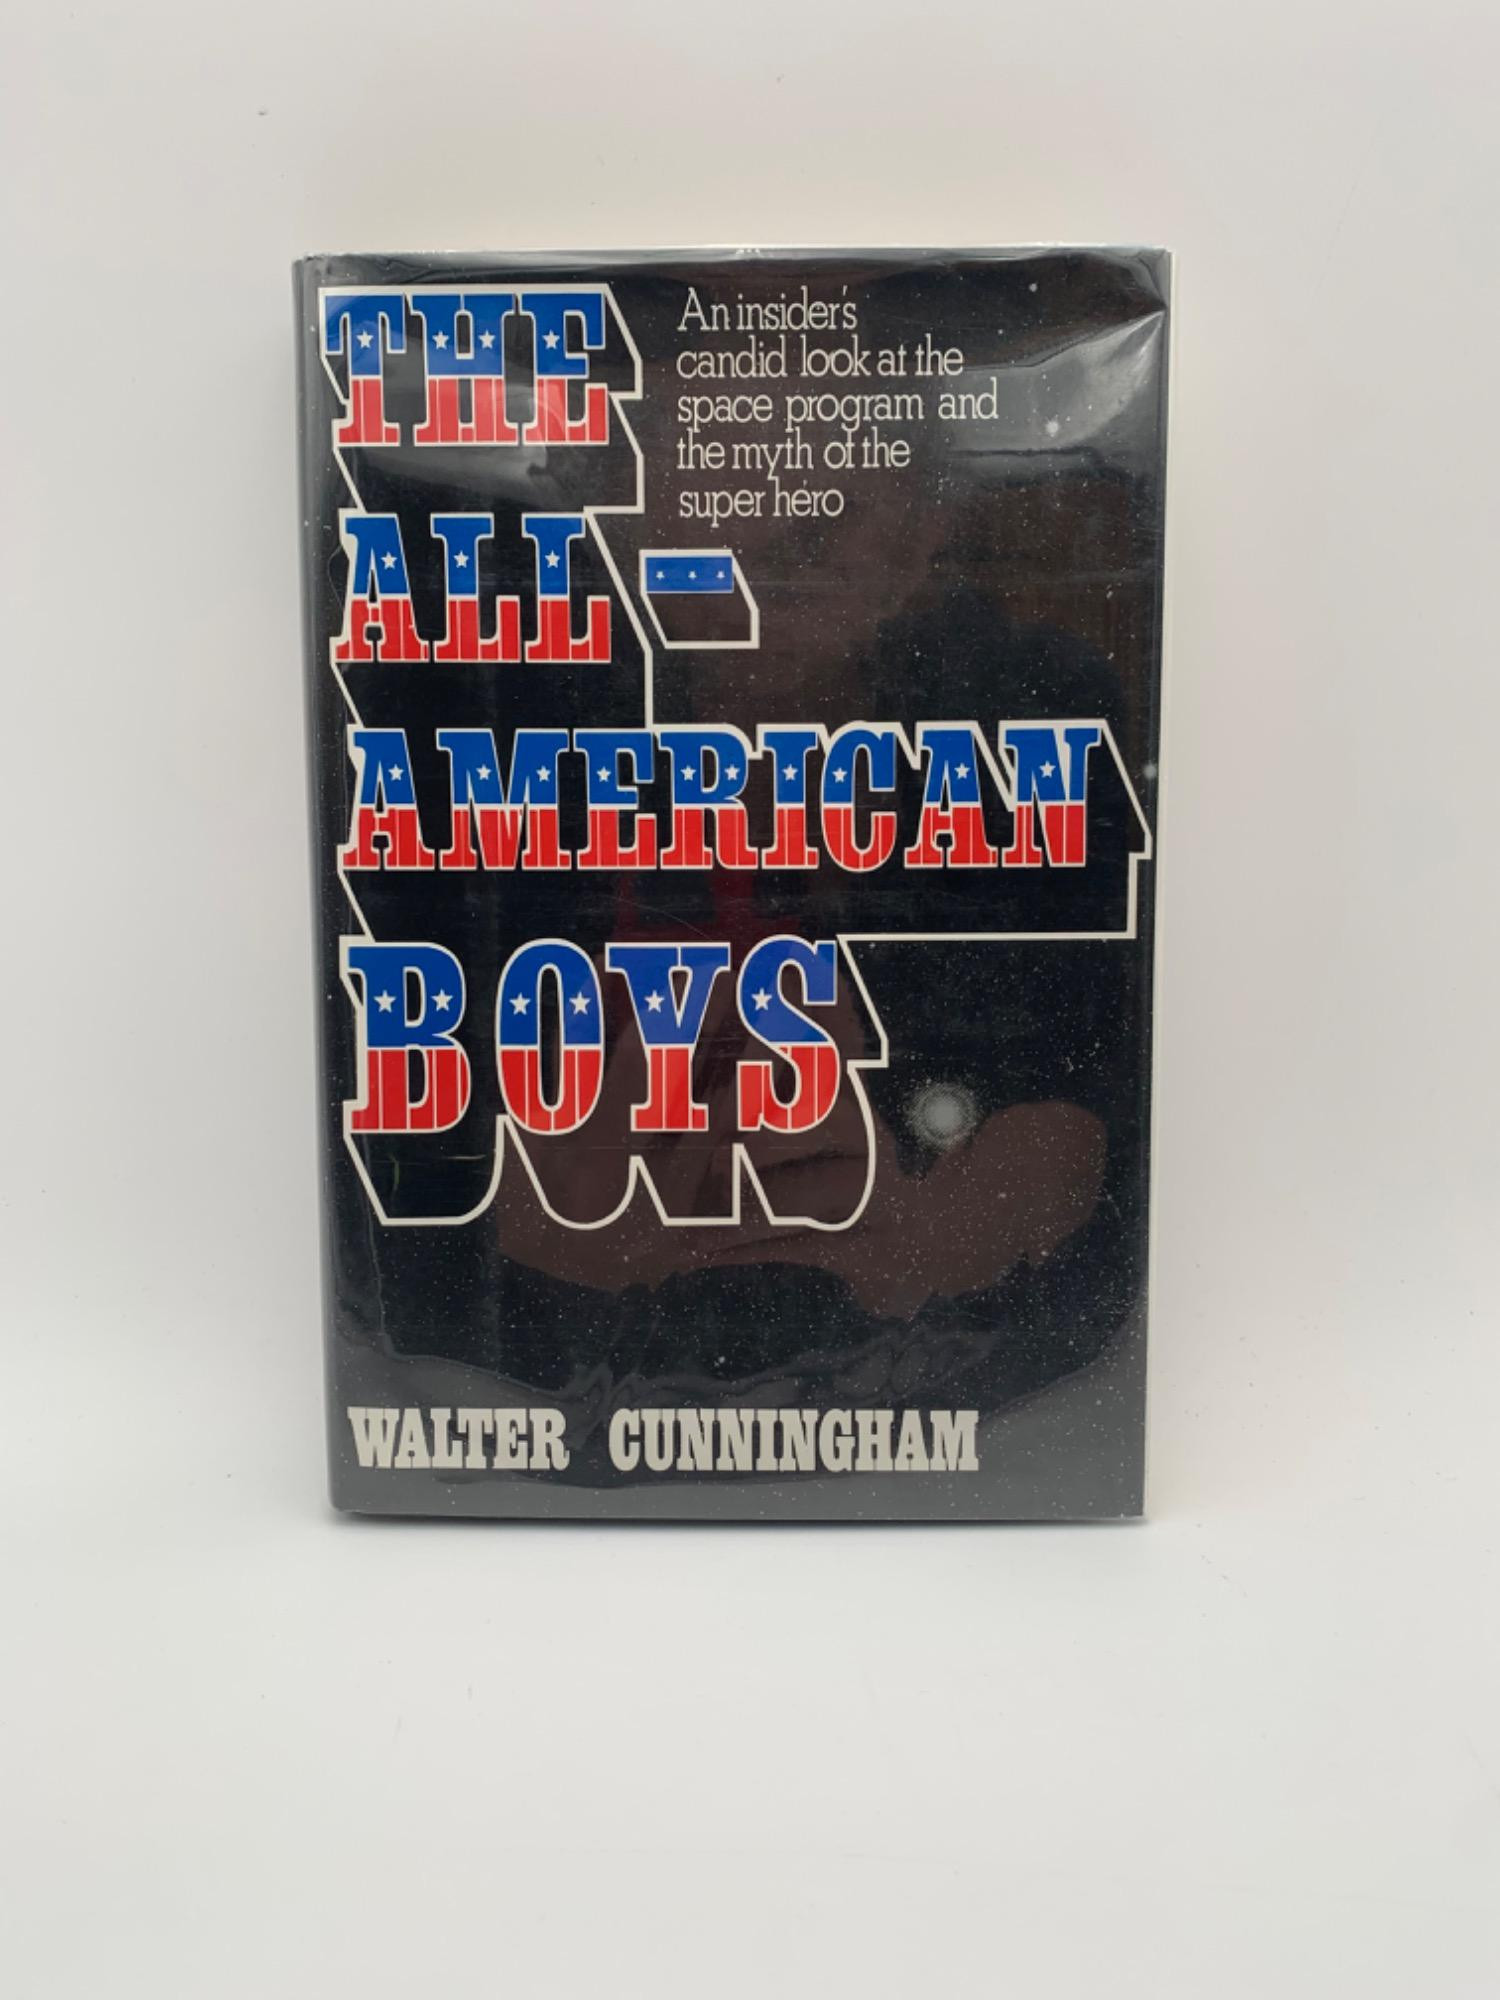 THE
An insider's
candid look at the
space program and
the myth of the
super hero
ALL-
AMERICAN
BOYS
WALTER CUNNINGHAM